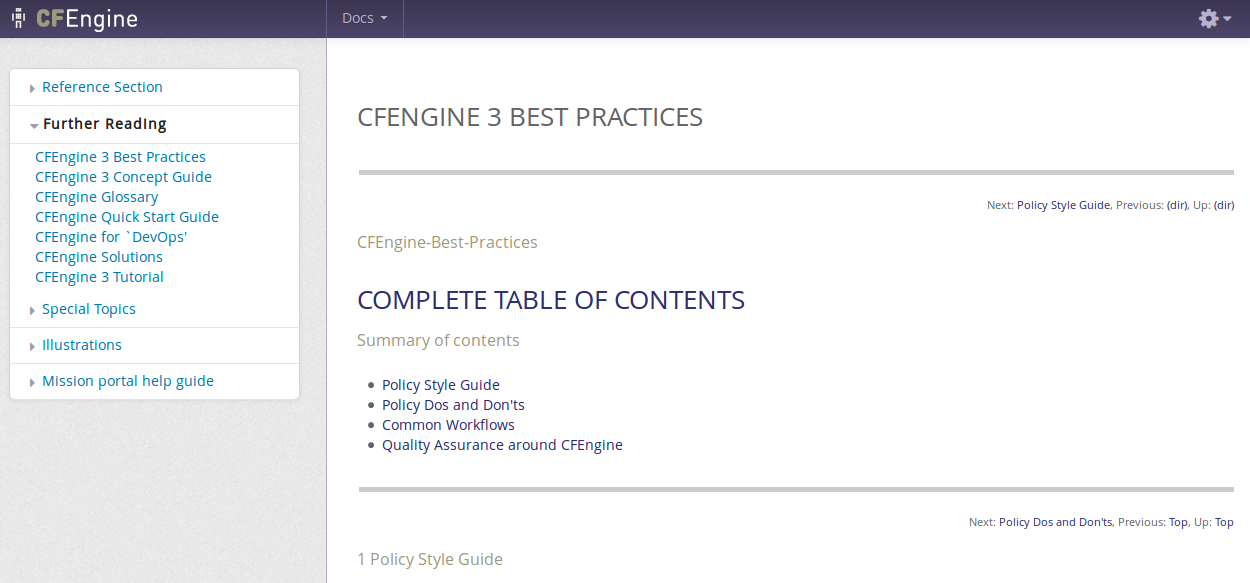 CFEngine
Docs
Reference Section
Further Reading
CFEngine 3 Best Practices
CFEngine 3 Concept Guide
CFEngine Glossary
CFEngine Quick Start Guide
CFEngine for `DevOps'
CFEngine Solutions
CFEngine 3 Tutorial
Special Topics
Illustrations
Mission portal help guide
CFENGINE 3 BEST PRACTICES
Next: Policy Style Guide, Previous: (dir), Up: (dir)
CFEngine-Best-Practices
COMPLETE TABLE OF CONTENTS
Summary of contents
Policy Style Guide
Policy Dos and Don'ts
Common Workflows
Quality Assurance around CFEngine
Next: Policy Dos and Don'ts, Previous: Top, Up: Top
1 Policy Style Guide